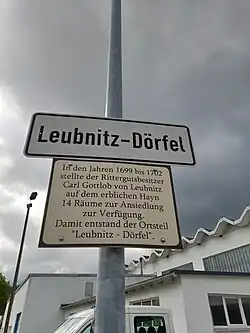 Leubnitz-Dörfel
In den Jahren 1699 bis 1702
stellte der Rittergutsbesitzer
Carl Gottlob von Leubnitz
auf dem erblichen Hayn
14 Räume zur Ansiedlung
zur Verfügung.
Damit entstand der Ortsteil
"Leubnitz - Dörfel".